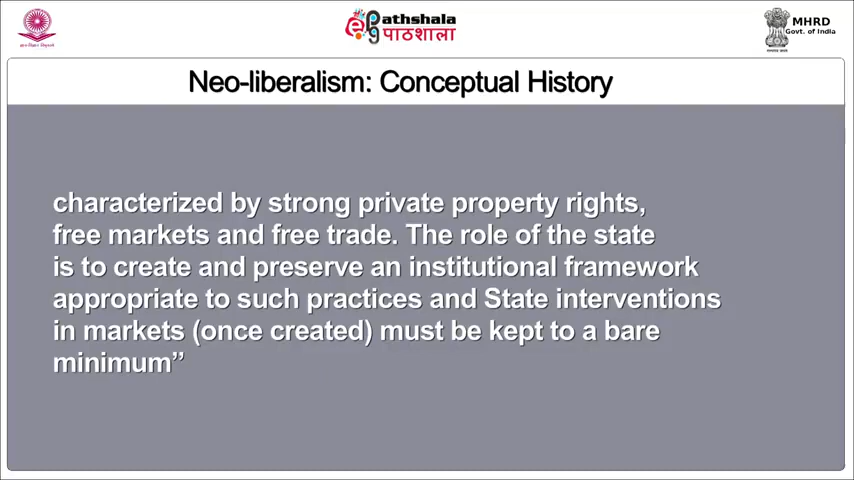 Pathshala
पाठशाला
MHRD
Govt. of India
Neo-liberalism: Conceptual History
characterized by strong private property rights,
free markets and free trade. The role of the state
is to create and preserve an institutional framework
appropriate to such practices and State interventions
in markets (once created) must be kept to a bare
minimum”